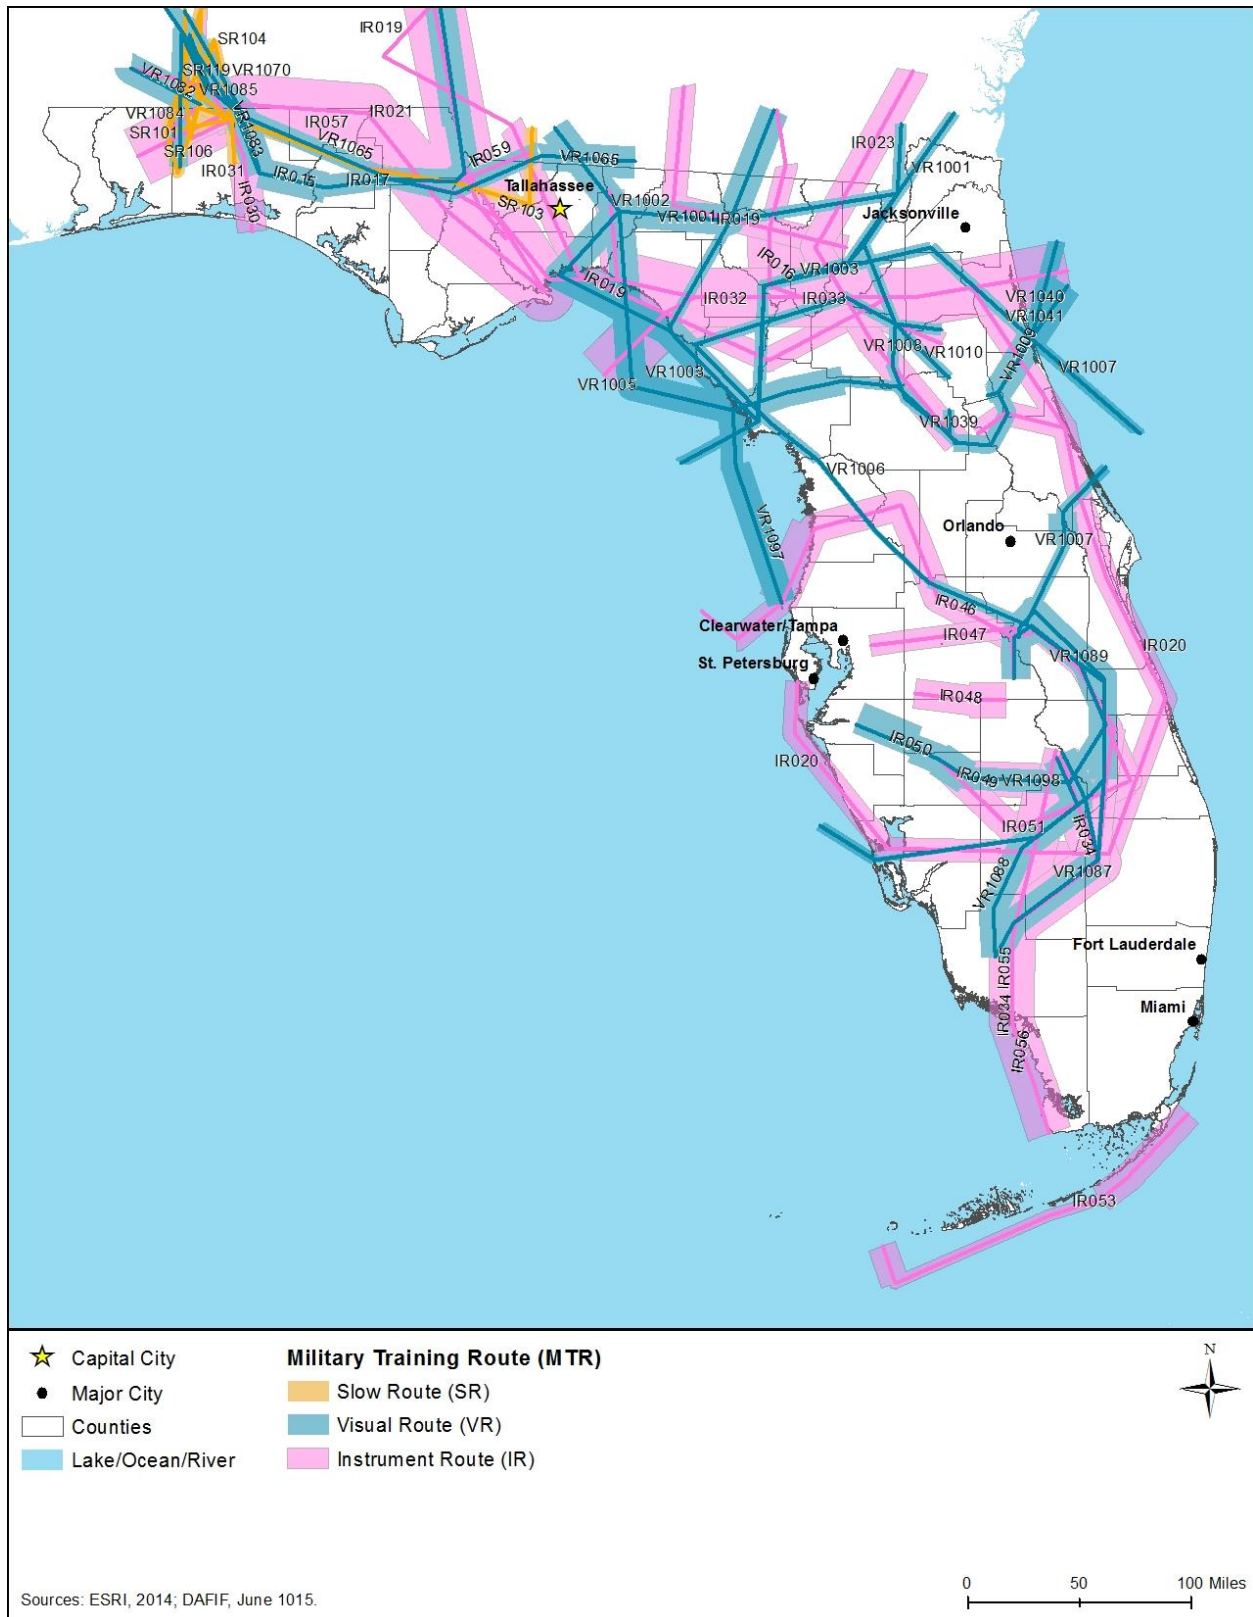 IR019
SR104
SR119
VR1070
VR1082
VR1085
VR1084
IR057
IR021
SR101
VR1083
VR1065
IR023
SR106
IR059
VR1065
IR031
IR015
IR017
Tallahassee
VR1001
IR030
SR103
VR1002
VR1001
IR019
Jacksonville
IR016
VR1003
IR019
IR032
IR033
VR1040
VR1041
VR1008
VR1010
VR1009
VR1003
VR1005
VR1007
VR1039
VR1006
VR1097
Orlando
VR1007
IR046
Clearwater/Tampa
IR047
IR020
St. Petersburg
VR1089
IR048
IR050
IR020
IR049
VR1098
IR051
IR034
VR1088
VR1087
Fort Lauderdale
IR055
IR034
Miami
IR056
IR053
Capital City
Major City
Counties
Lake/Ocean/River
Military Training Route (MTR)
Slow Route (SR)
Visual Route (VR)
Instrument Route (IR)
N
0 50 100 Miles
Sources: ESRI, 2014; DAFIF, June 1015.